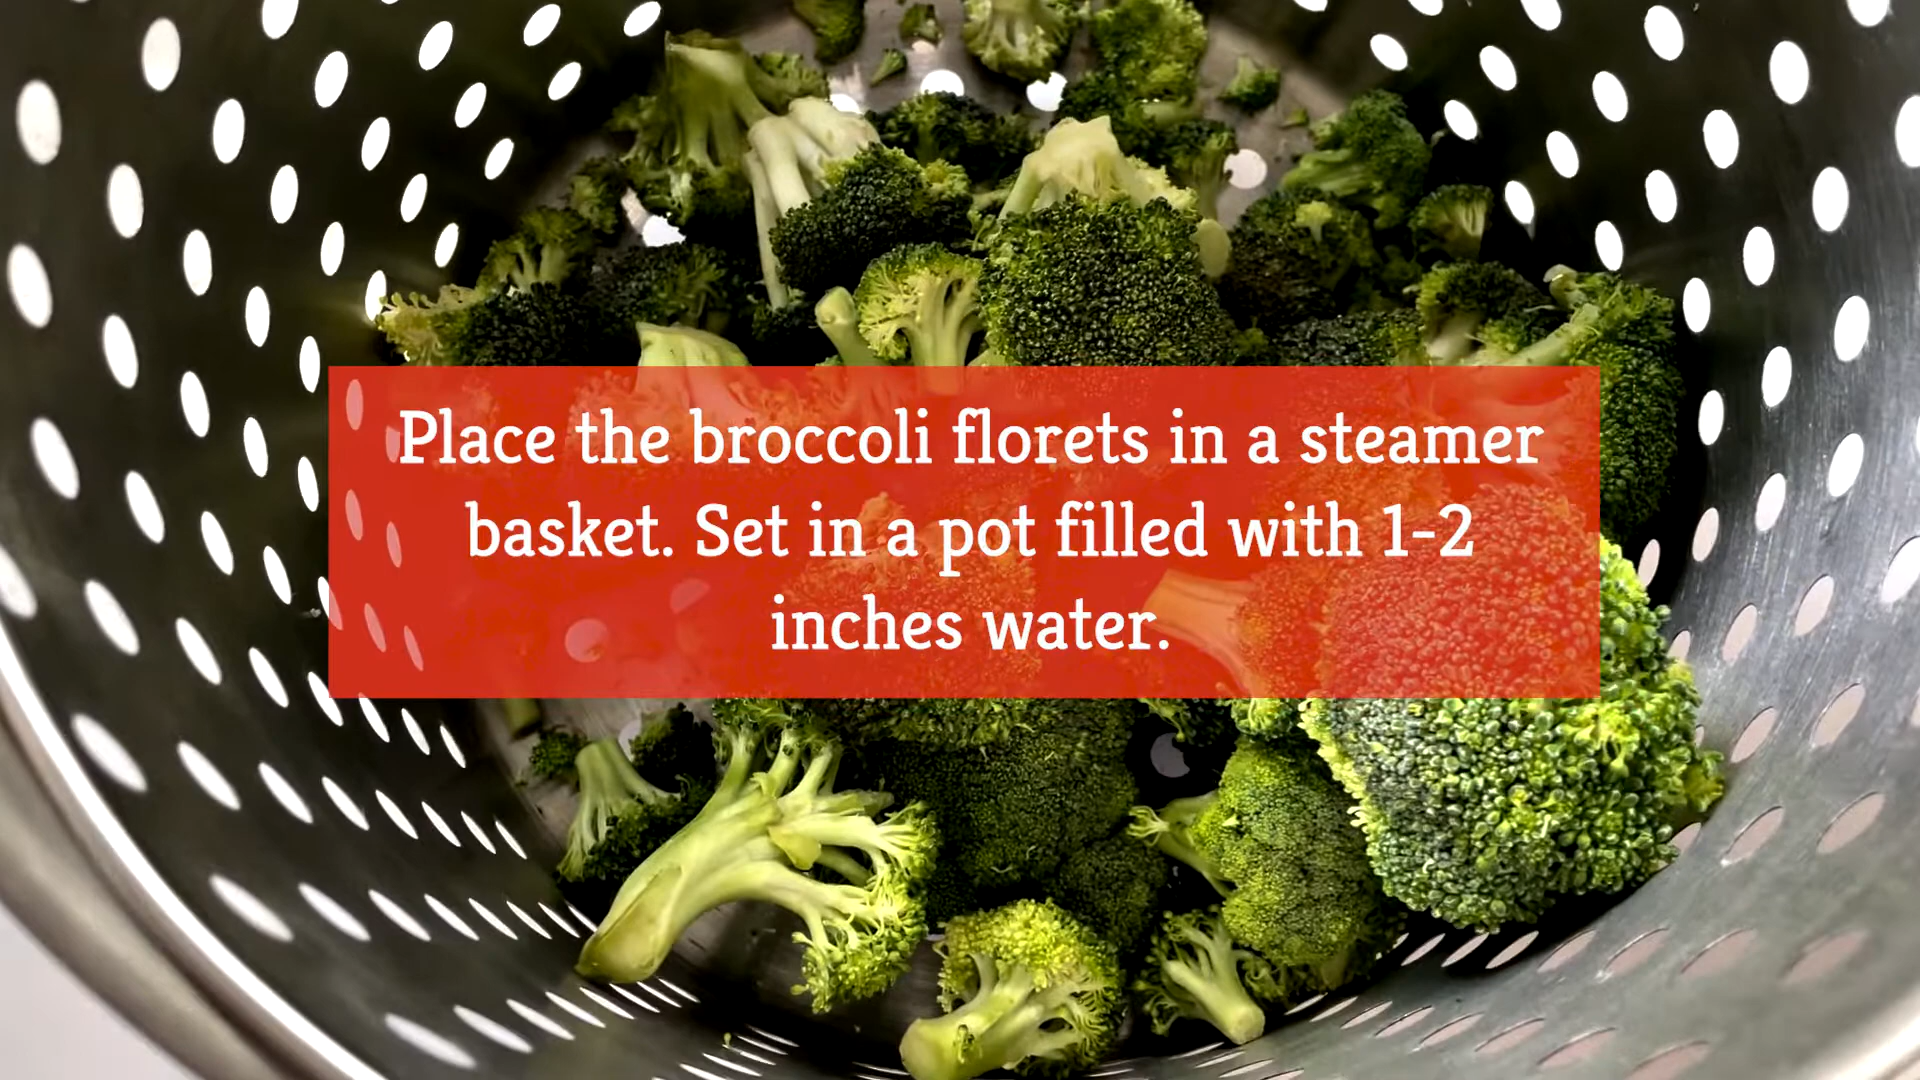 Place the broccoli florets in a steamer
basket. Set in a pot filled with 1-2
inches water.